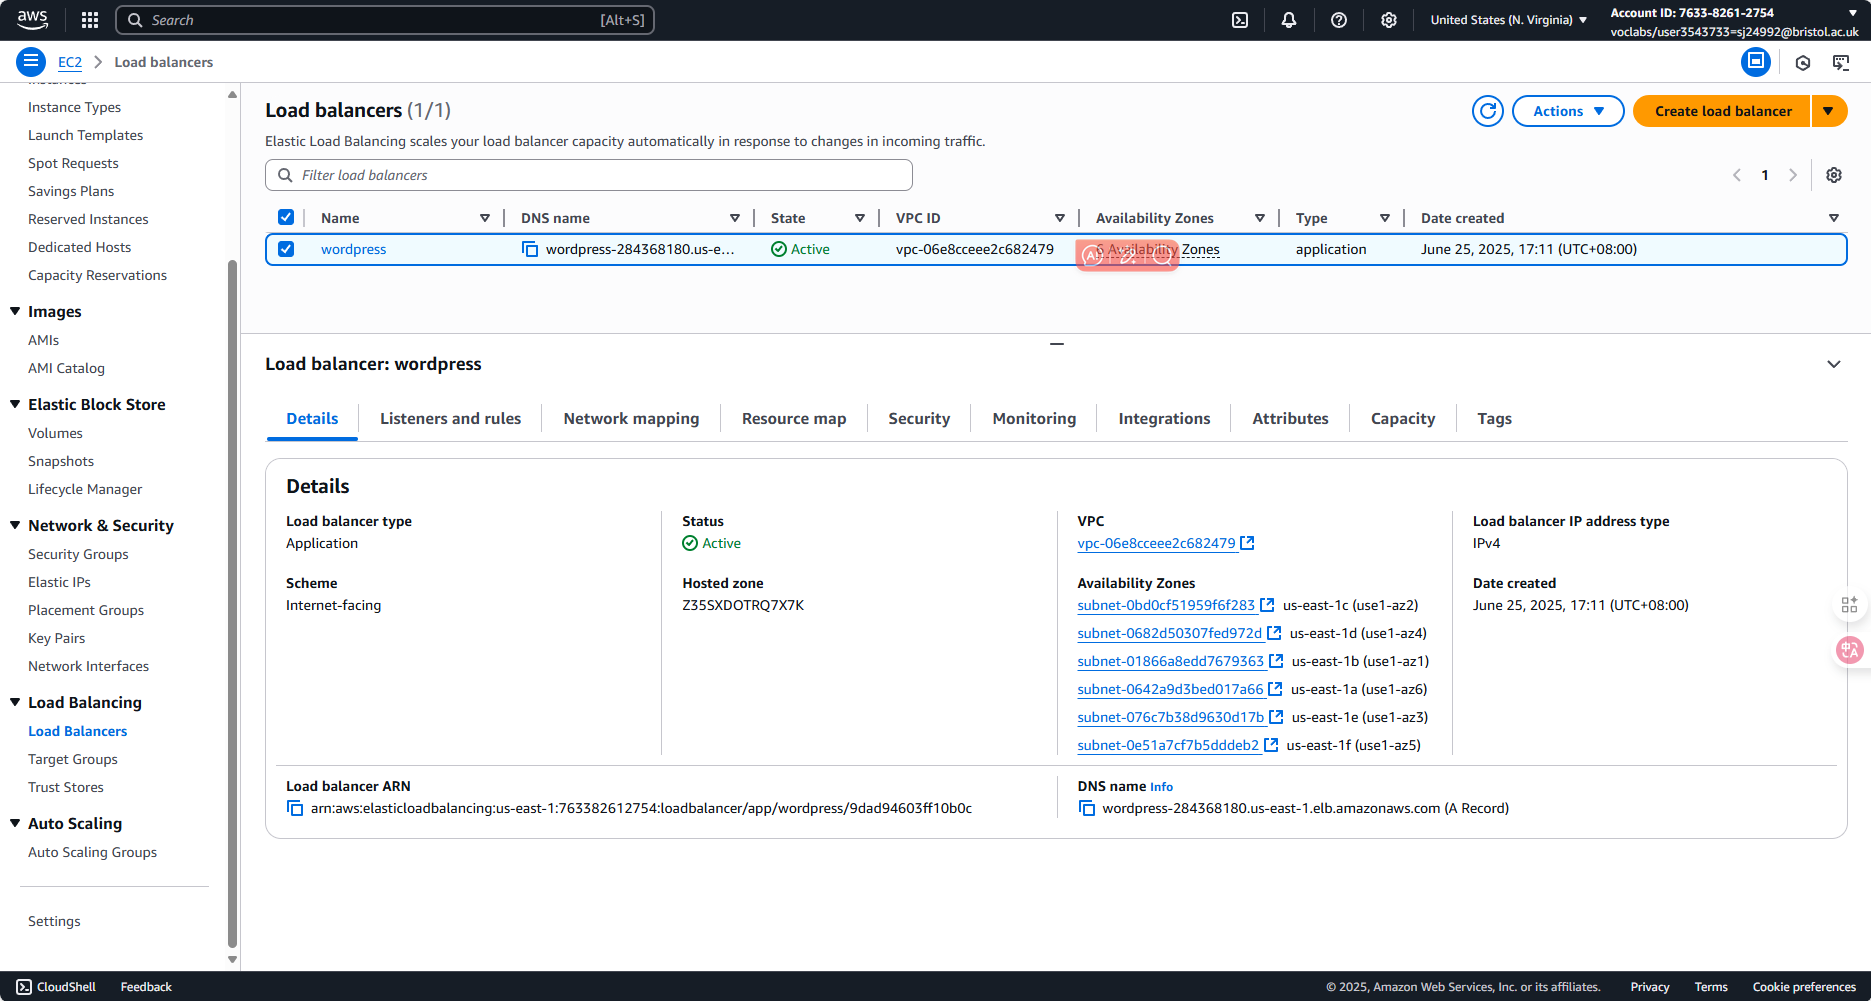 aws
Search [Alt+S]
United States (N. Virginia)
Account ID: 7633-8261-2754
voclabs/user3543733=sj24992@bristol.ac.uk
EC2 > Load balancers
Instances
Instance Types
Launch Templates
Spot Requests
Savings Plans
Reserved Instances
Dedicated Hosts
Capacity Reservations
Images
AMIs
AMI Catalog
Elastic Block Store
Volumes
Snapshots
Lifecycle Manager
Network & Security
Security Groups
Elastic IPs
Placement Groups
Key Pairs
Network Interfaces
Load Balancing
Load Balancers
Target Groups
Trust Stores
Auto Scaling
Auto Scaling Groups
Settings
Load balancers (1/1)
Actions
Create load balancer
Elastic Load Balancing scales your load balancer capacity automatically in response to changes in incoming traffic.
Filter load balancers
1
Name DNS name State VPC ID Availability Zones Type Date created
wordpress wordpress-284368180.us-e... Active vpc-06e8cceee2c682479 6 Availability Zones application June 25, 2025, 17:11 (UTC+08:00)
Load balancer: wordpress
Details Listeners and rules Network mapping Resource map Security Monitoring Integrations Attributes Capacity Tags
Details
Load balancer type
Application
Scheme
Internet-facing
Status
Active
Hosted zone
Z35SXDOTRQ7X7K
VPC
vpc-06e8cceee2c682479
Availability Zones
subnet-0bd0cf51959f6f283 us-east-1c (use1-az2)
subnet-0682d50307fed972d us-east-1d (use1-az4)
subnet-01866a8edd7679363 us-east-1b (use1-az1)
subnet-0642a9d3bed017a66 us-east-1a (use1-az6)
subnet-076c7b38d9630d17b us-east-1e (use1-az3)
subnet-0e51a7cf7b5dddeb2 us-east-1f (use1-az5)
Load balancer IP address type
IPv4
Date created
June 25, 2025, 17:11 (UTC+08:00)
Load balancer ARN
arn:aws:elasticloadbalancing:us-east-1:763382612754:loadbalancer/app/wordpress/9dad94603ff10b0c
DNS name Info
wordpress-284368180.us-east-1.elb.amazonaws.com (A Record)
CloudShell Feedback
© 2025, Amazon Web Services, Inc. or its affiliates. Privacy Terms Cookie preferences